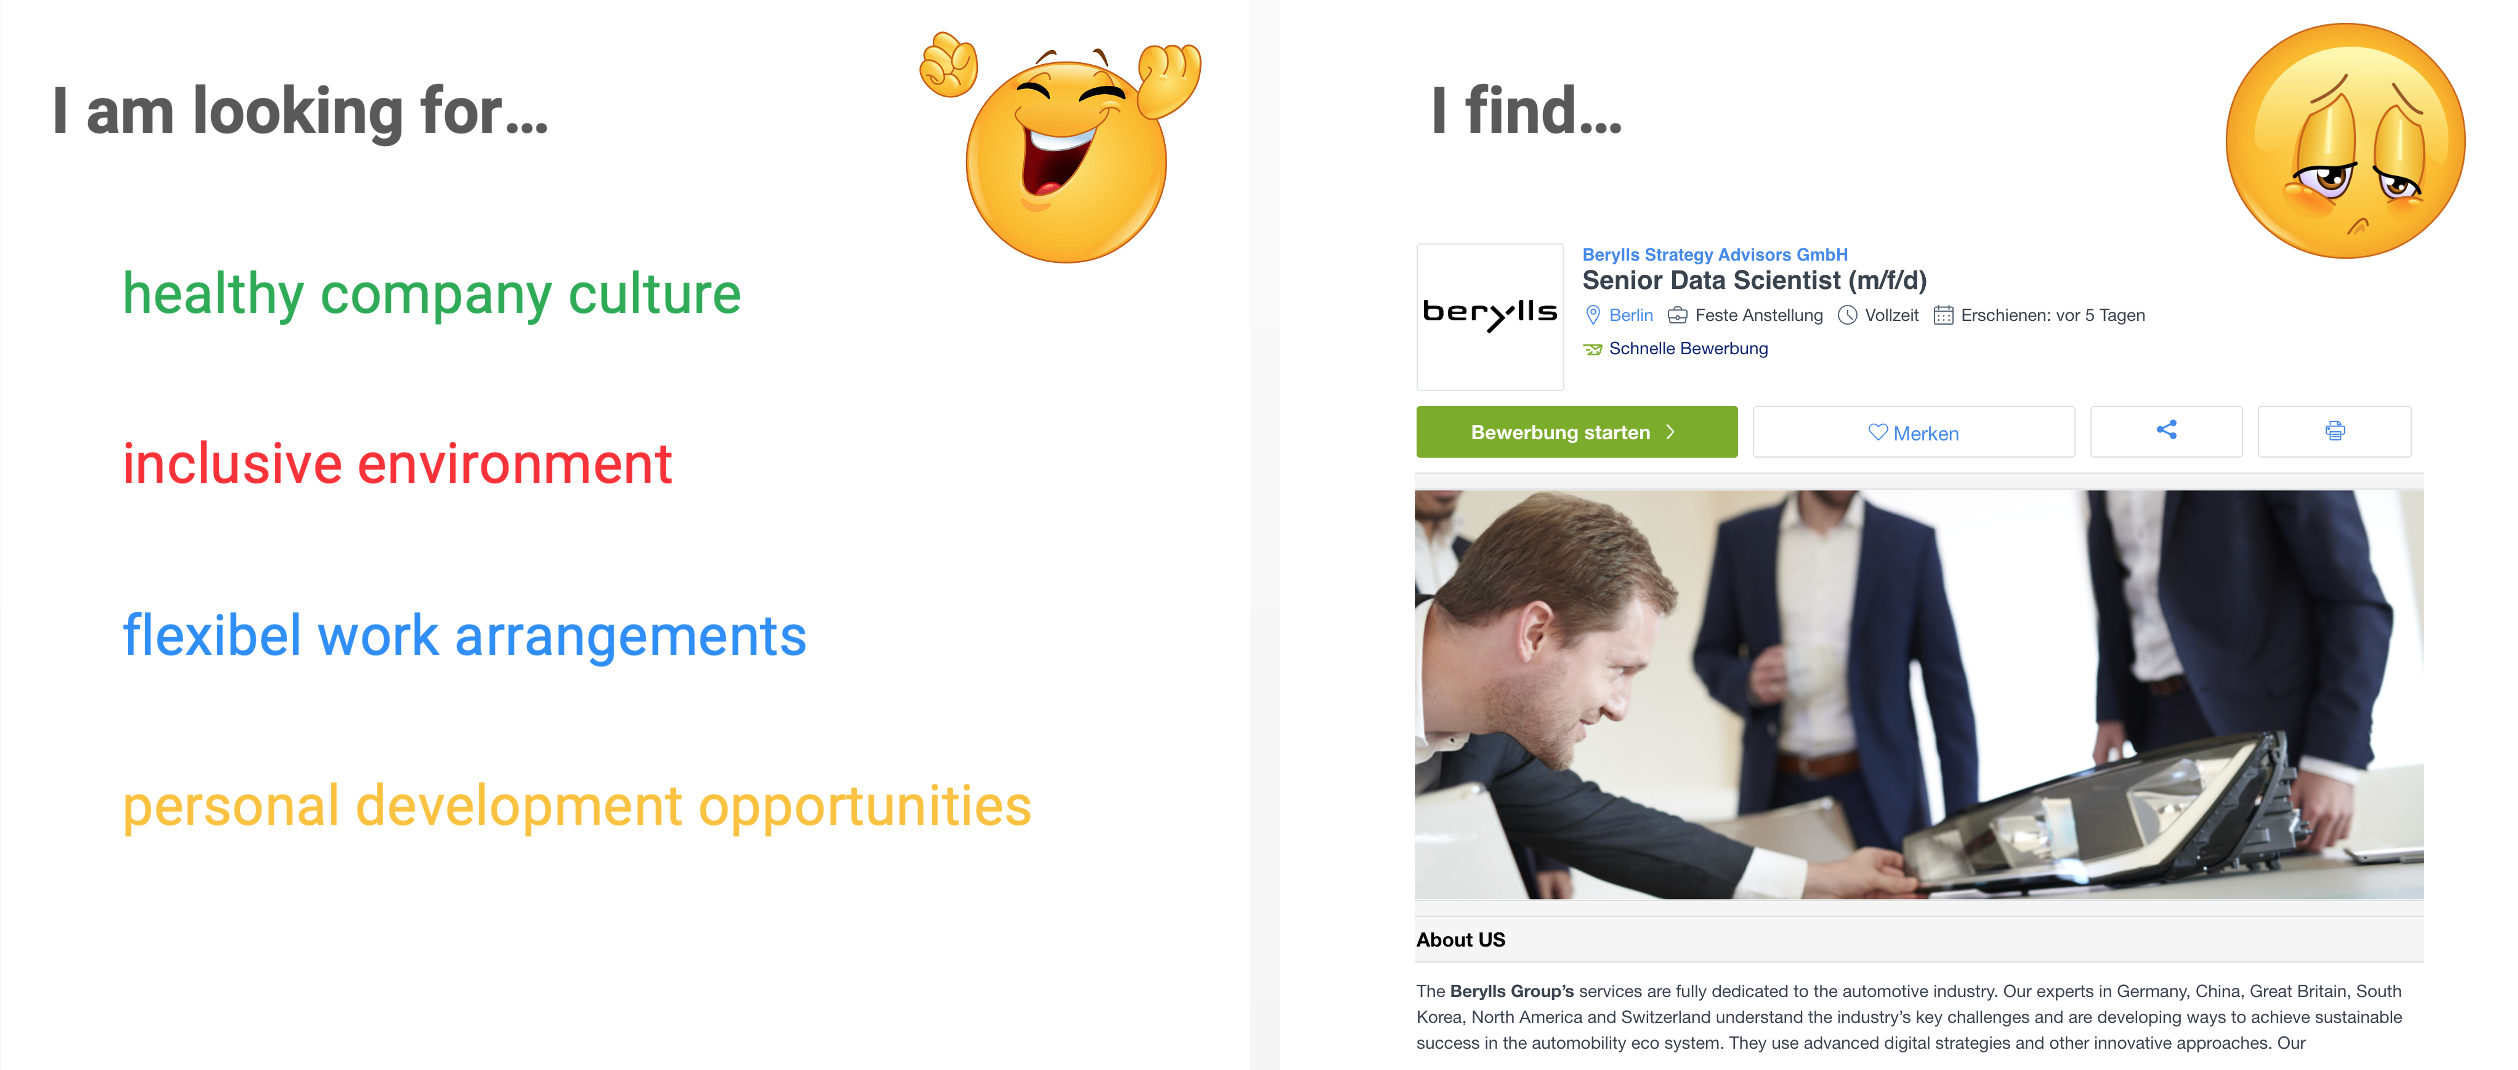 I am looking for...
healthy company culture
inclusive environment
flexibel work arrangements
personal development opportunities
I find...
berylls
Berylls Strategy Advisors GmbH
Senior Data Scientist (m/f/d)
Berlin Feste Anstellung Vollzeit Erschienen: vor 5 Tagen
Schnelle Bewerbung
Bewerbung starten Merken
About US
The Berylls Group’s services are fully dedicated to the automotive industry. Our experts in Germany, China, Great Britain, South
Korea, North America and Switzerland understand the industry’s key challenges and are developing ways to achieve sustainable
success in the automobility eco system. They use advanced digital strategies and other innovative approaches. Our